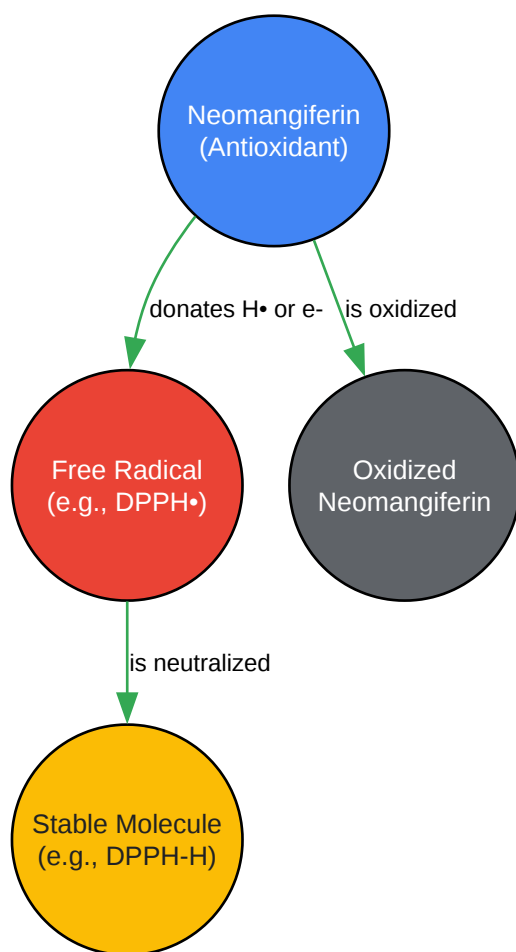 Neomangiferin
(Antioxidant)
donates H• or e-
is oxidized
Free Radical
(e.g., DPPH•)
Oxidized
Neomangiferin
is neutralized
Stable Molecule
(e.g., DPPH-H)